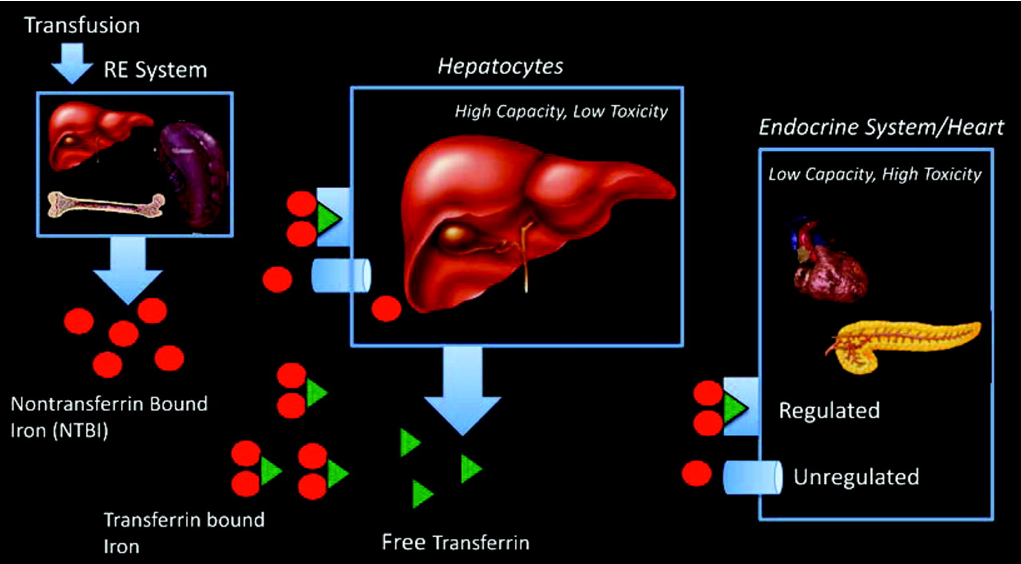 Transfusion
RE System
Hepatocytes
High Capacity, Low Toxicity
Endocrine System/Heart
Low Capacity, High Toxicity
Nontransferrin Bound
Iron (NTBI)
Transferrin bound
Iron
Free Transferrin
Regulated
Unregulated